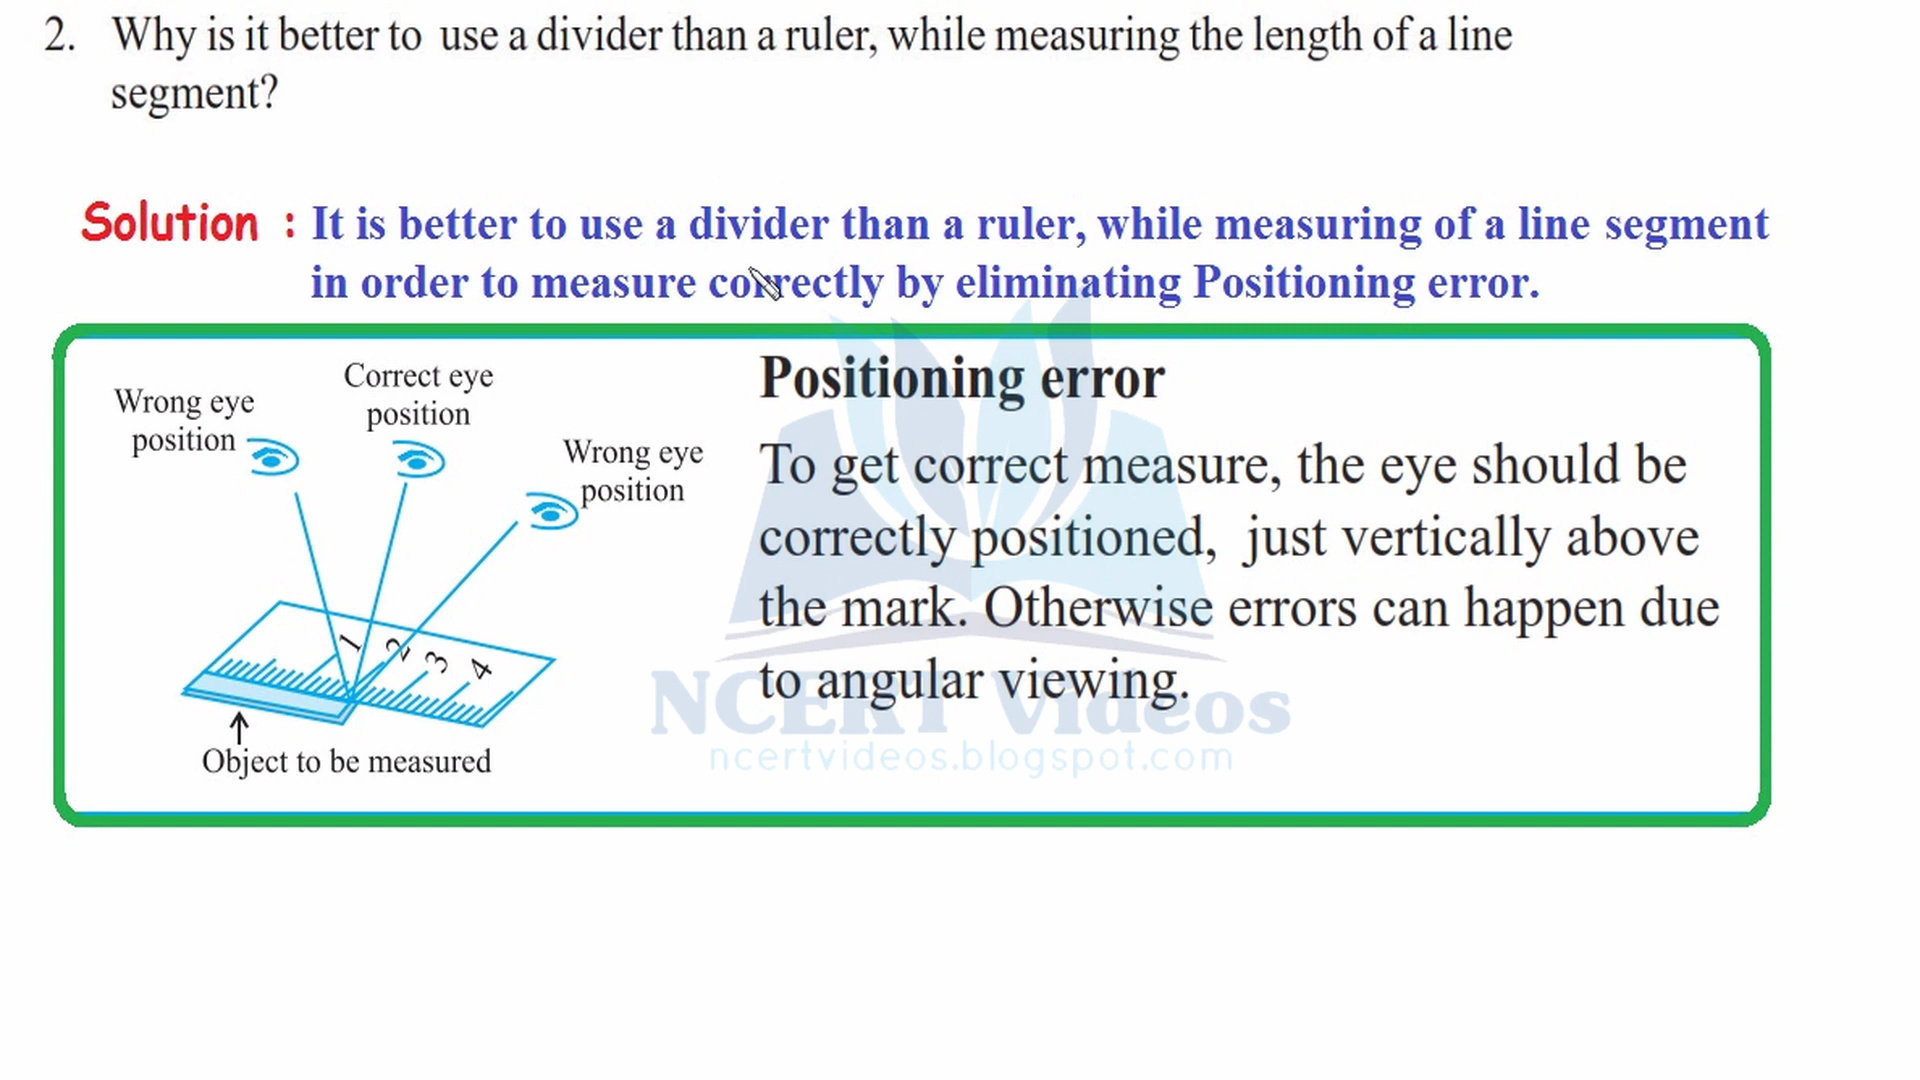 2. Why is it better to use a divider than a ruler, while measuring the length of a line
segment?
Solution : It is better to use a divider than a ruler, while measuring of a line segment
in order to measure correctly by eliminating Positioning error.
Wrong eye
position
Correct eye
position
Wrong eye
position
1 2 3 4
Object to be measured
Positioning error
To get correct measure, the eye should be
correctly positioned, just vertically above
the mark. Otherwise errors can happen due
to angular viewing.
NCERT Videos
ncertvideos.blogspot.com